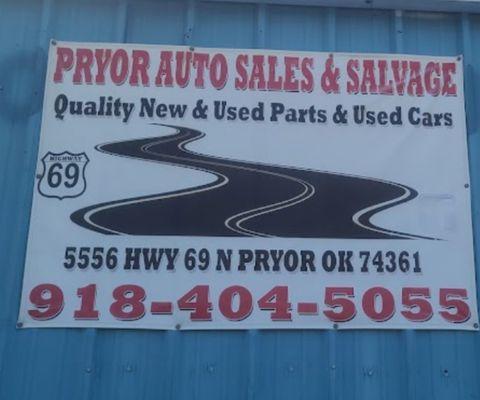 PRYOR AUTO SALES & SALVAGE
Quality New & Used Parts & Used Cars
HIGHWAY
69
5556 HWY 69 N PRYOR OK 74361
918-404-5055